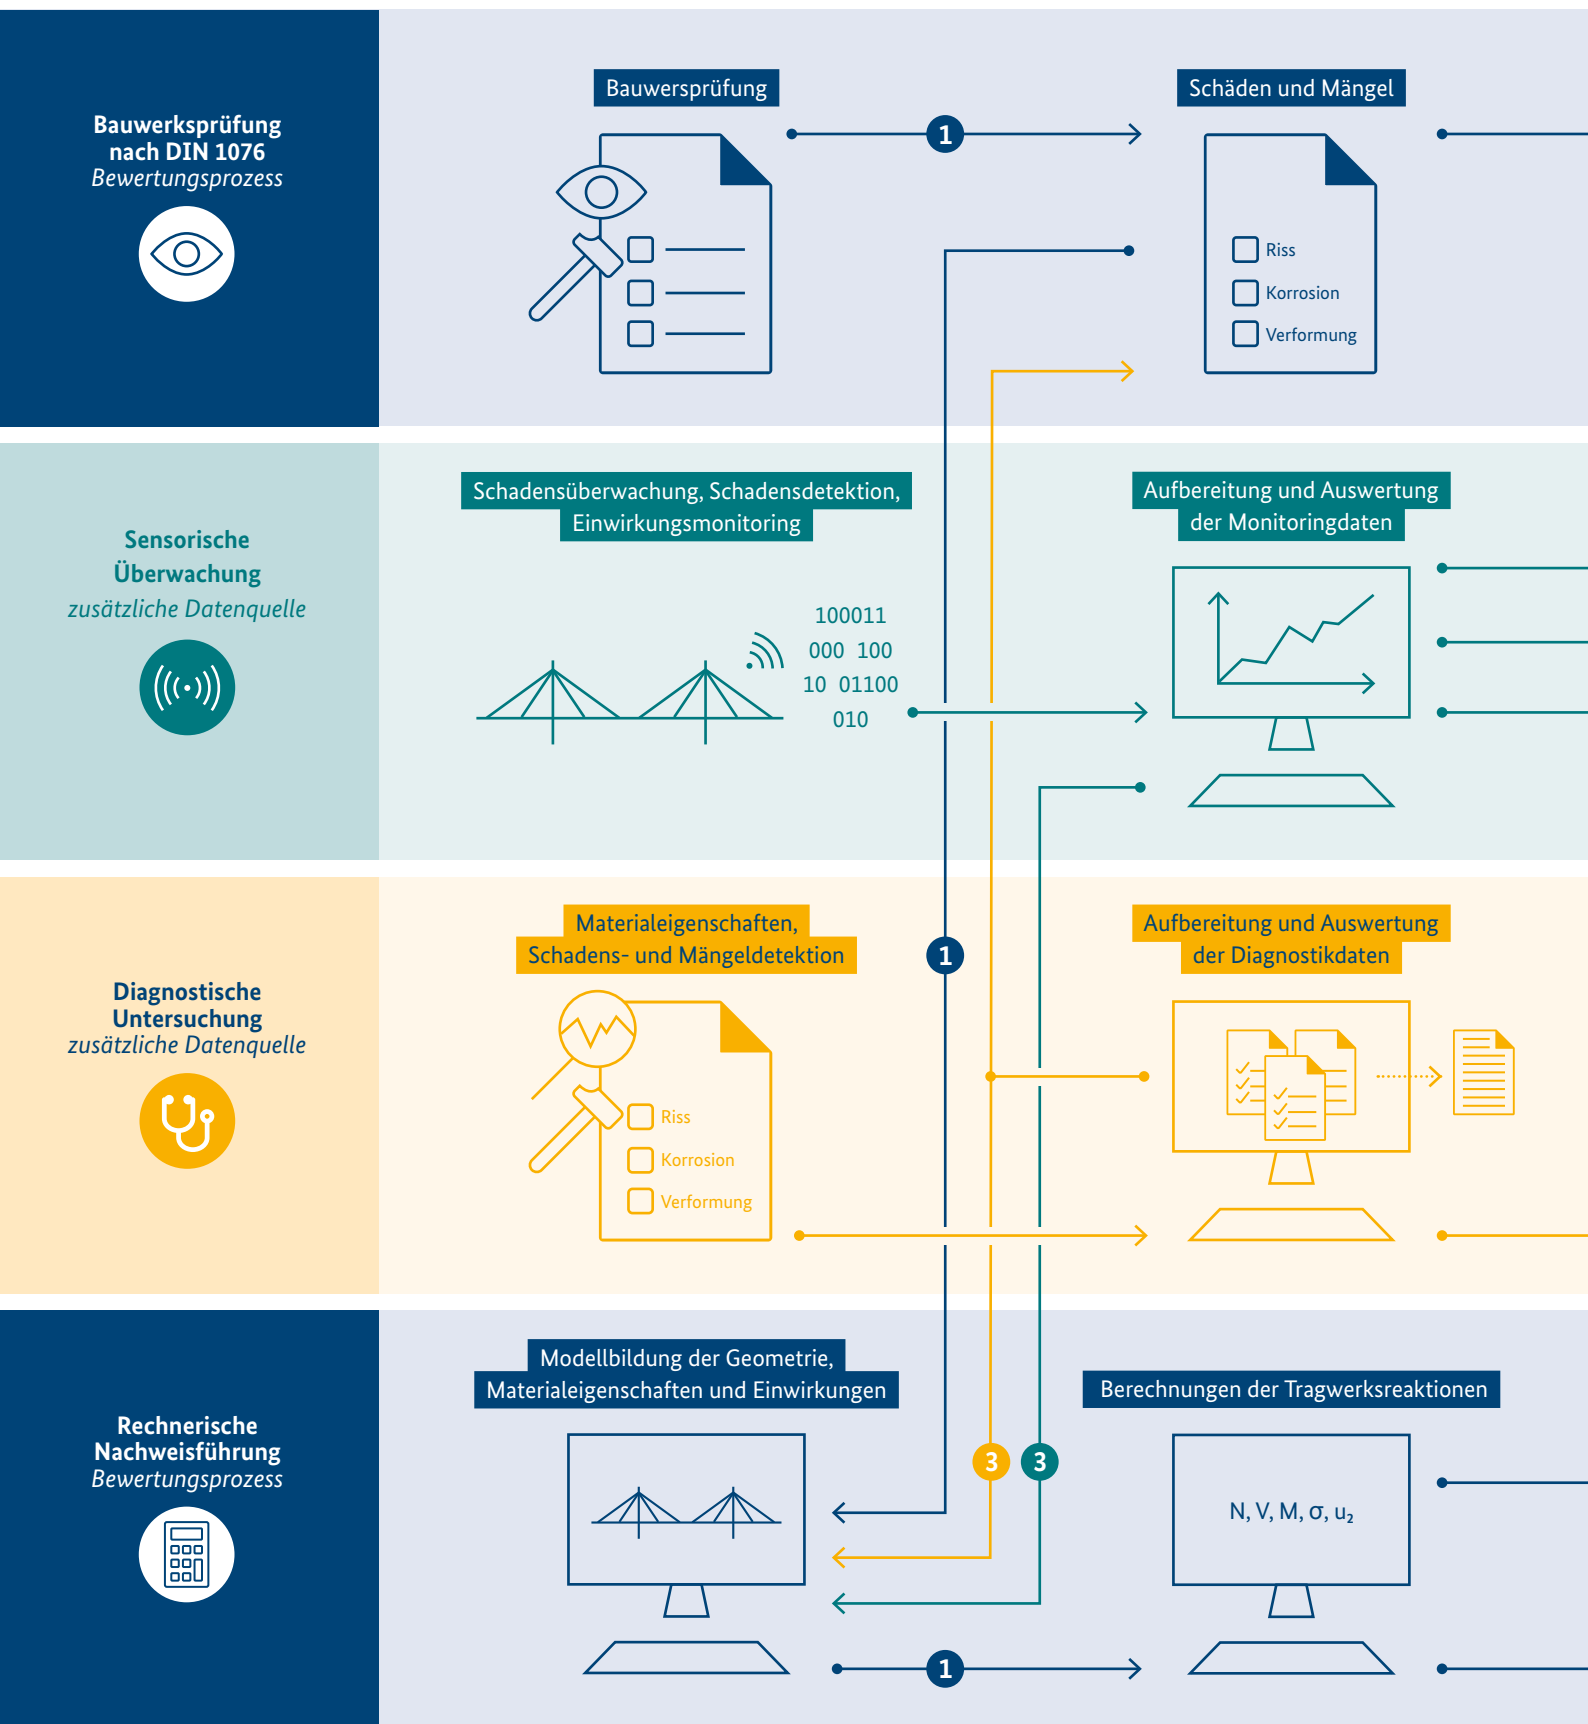 Bauwerksprüfung
nach DIN 1076
Bewertungsprozess
Bauwersprüfung
1
Schäden und Mängel
Riss
Korrosion
Verformung
Sensorische
Überwachung
zusätzliche Datenquelle
Schadensüberwachung, Schadensdetektion,
Einwirkungsmonitoring
100011
000 100
10 01100
010
Aufbereitung und Auswertung
der Monitoringdaten
Diagnostische
Untersuchung
zusätzliche Datenquelle
Materialeigenschaften,
Schadens- und Mängeldetektion
Riss
Korrosion
Verformung
1
Aufbereitung und Auswertung
der Diagnostikdaten
Rechnerische
Nachweisführung
Bewertungsprozess
Modellbildung der Geometrie,
Materialeigenschaften und Einwirkungen
3
3
1
Berechnungen der Tragwerksreaktionen
N, V, M, σ, u₂